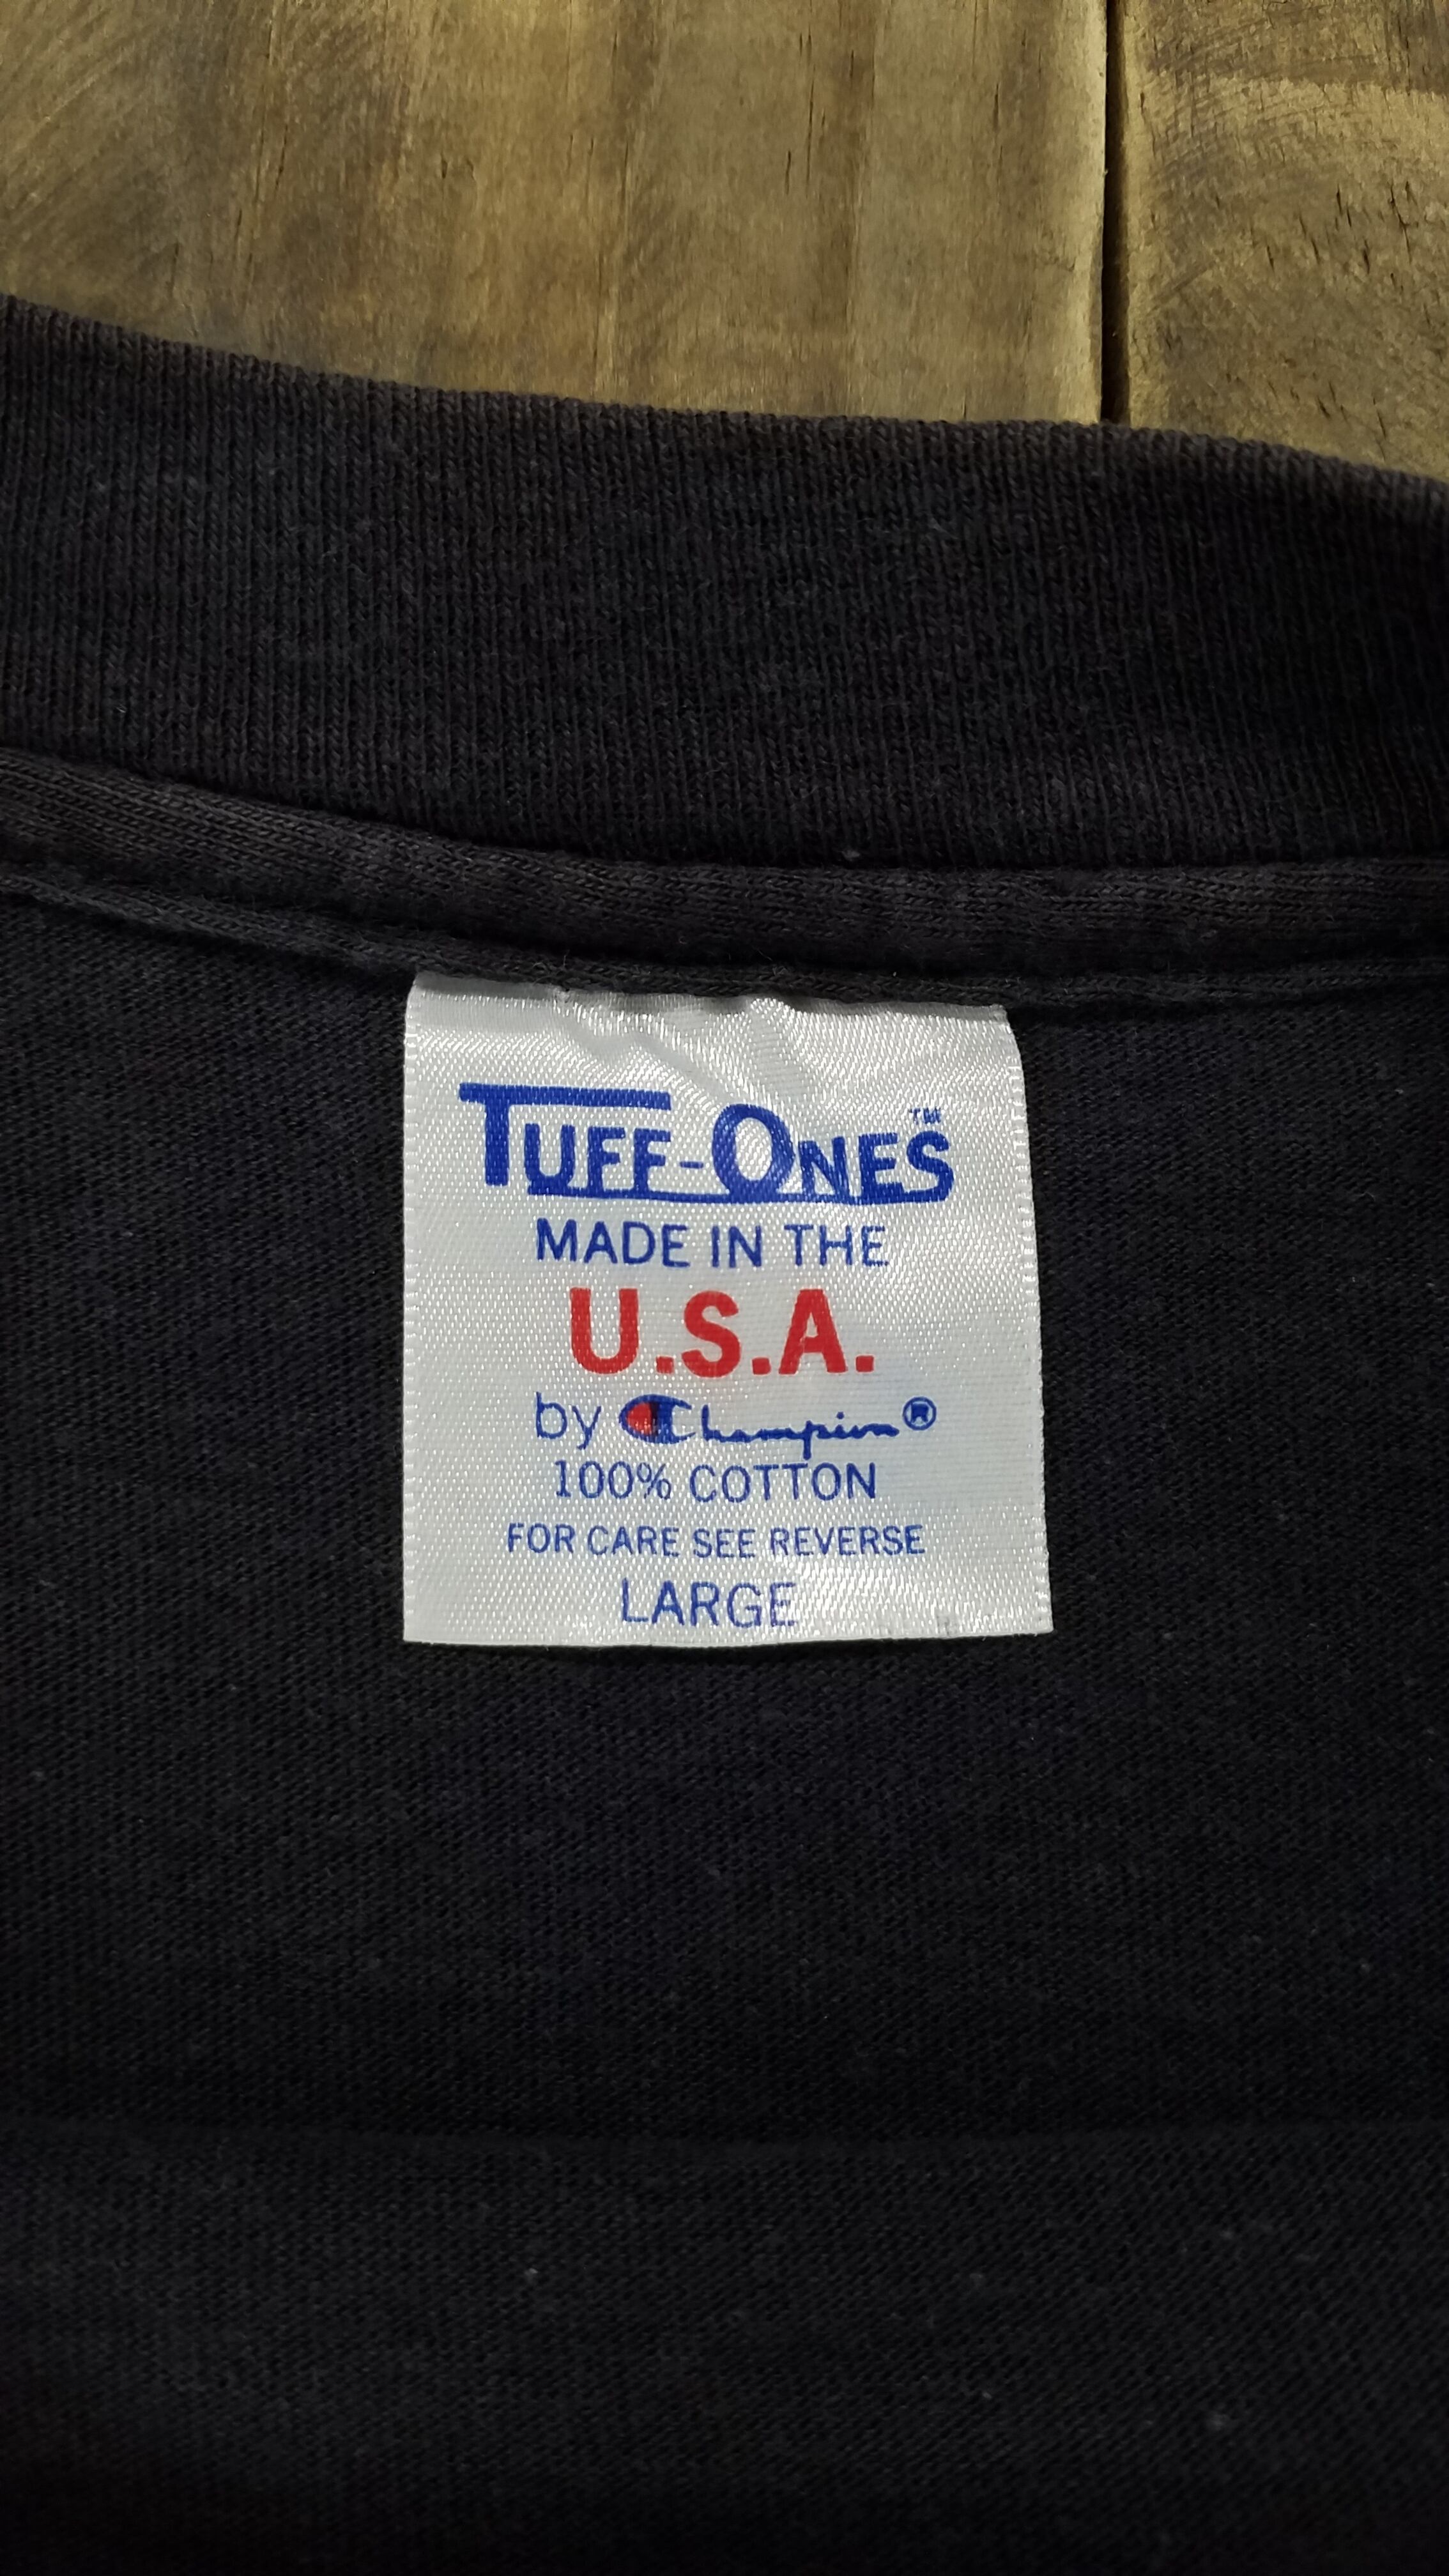 TUFF-ONES™
MADE IN THE
U.S.A.
by Champion®
100% COTTON
FOR CARE SEE REVERSE
LARGE